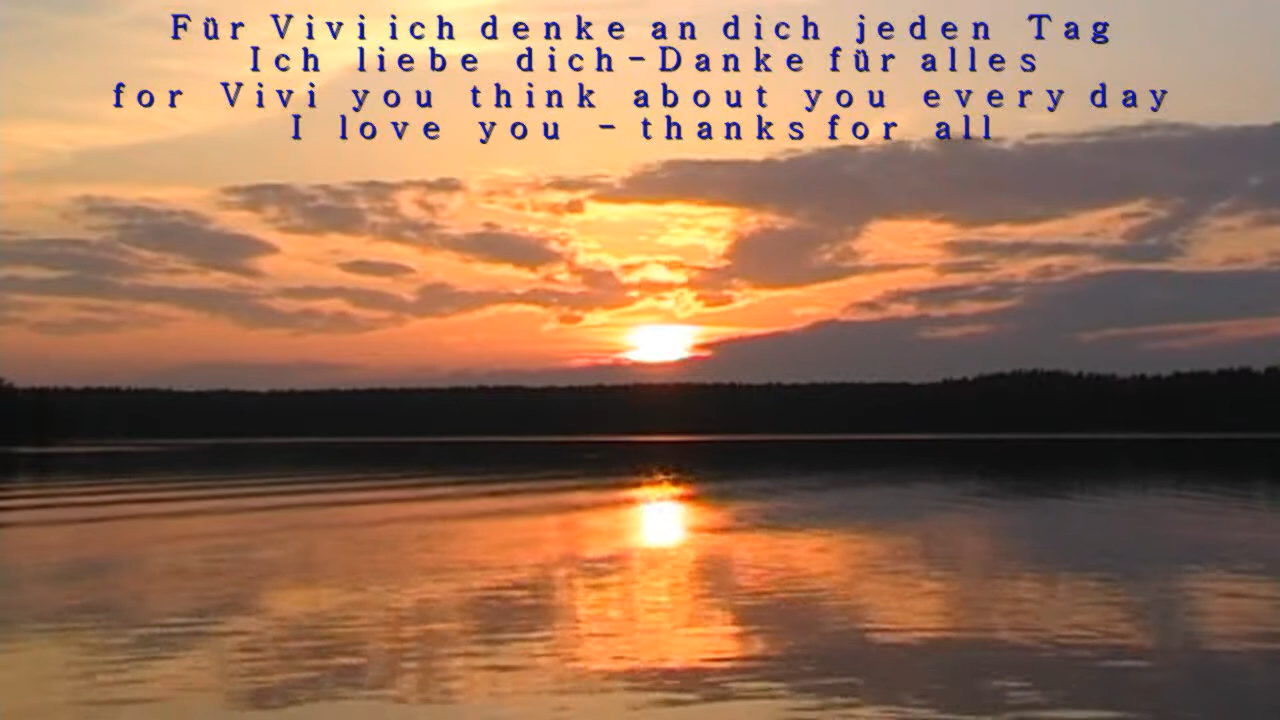 Für Vivi ich denke an dich jeden Tag
Ich liebe dich-Danke für alles
for Vivi you think about you every day
I love you - thanks for all